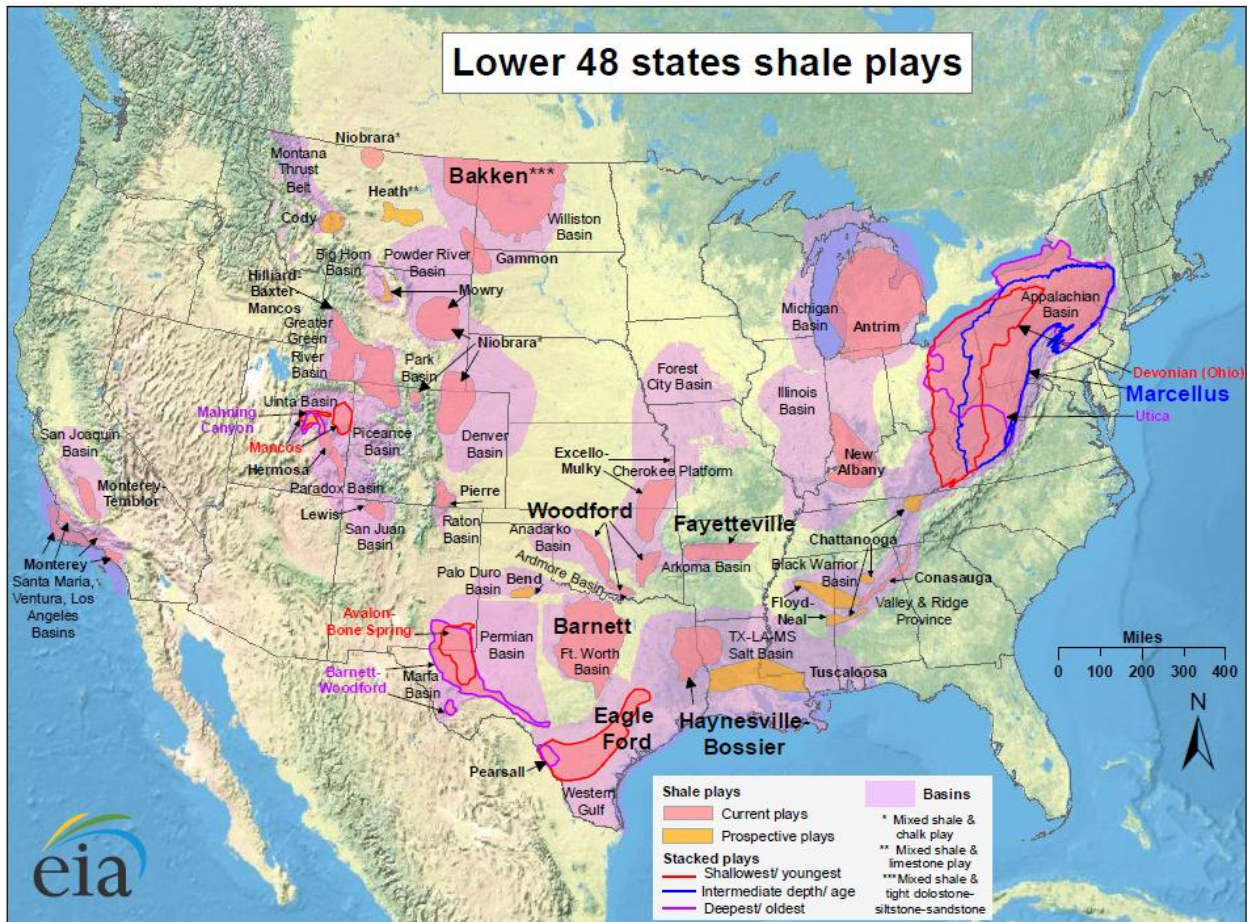 Lower 48 states shale plays
Niobrara*
Montana
Thrust
Belt
Bakken***
Heath**
Cody
Williston
Basin
Big Horn
Basin
Powder River
Basin
Gammon
Hilliard-
Baxter-
Mancos
Mowry
Greater
Green
River
Basin
Niobrara*
Park
Basin
Michigan
Basin
Antrim
Appalachian
Basin
Forest
City Basin
Illinois
Basin
Devonian (Ohio)
Marcellus
Utica
Uinta Basin
Manning
Canyon
Mancos
Piceance
Basin
Denver
Basin
San Joaquin
Basin
Hermosa
Excello-
Mulky
Cherokee Platform
New
Albany
Monterey-
Temblor
Paradox Basin
Lewis
San Juan
Basin
Pierre
Raton
Basin
Woodford
Anadarko
Basin
Ardmore Basin
Fayetteville
Arkoma Basin
Chattanooga
Black Warrior
Basin
Conasauga
Monterey
Santa Maria,
Ventura, Los
Angeles
Basins
Palo Duro
Basin
Bend
Floyd-
Neal
Valley & Ridge
Province
Avalon-
Bone Spring
Permian
Basin
Barnett
Ft. Worth
Basin
TX-LA-MS
Salt Basin
Tuscaloosa
Barnett-
Woodford
Marfa
Basin
Eagle
Ford
Haynesville-
Bossier
Pearsall
Western
Gulf
Miles
0 100 200 300 400
N
Shale plays
Current plays
Prospective plays
Stacked plays
Shallowest/ youngest
Intermediate depth/ age
Deepest/ oldest
Basins
* Mixed shale &
chalk play
** Mixed shale &
limestone play
***Mixed shale &
tight dolostone-
siltstone-sandstone
eia